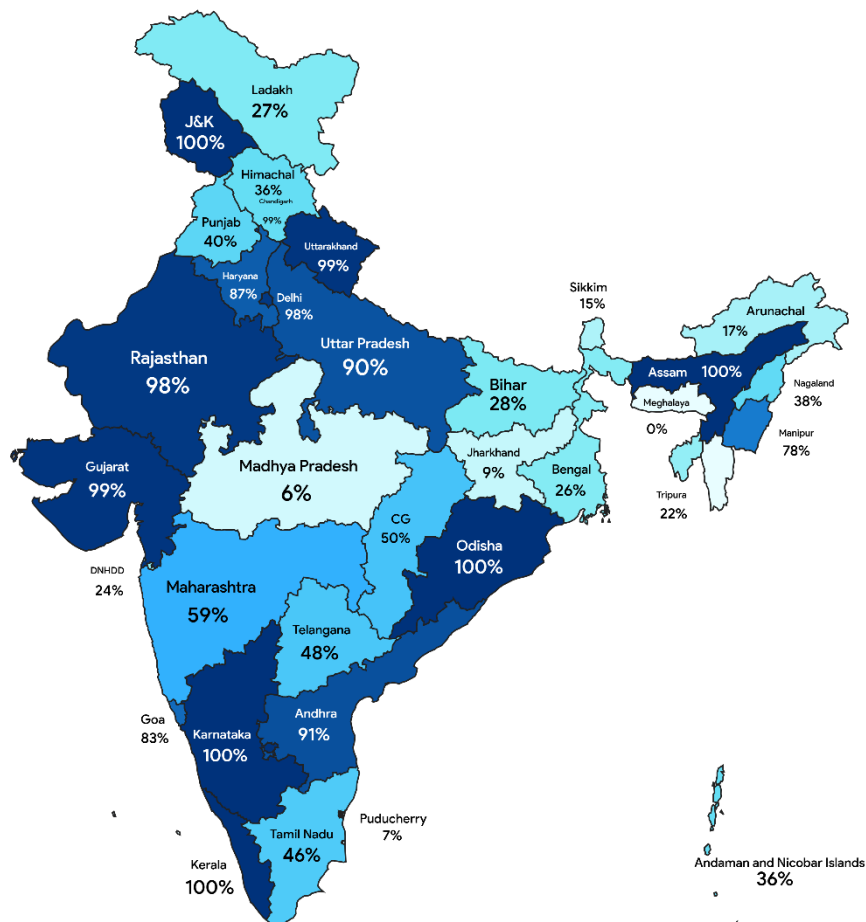 Ladakh
27%
J&K
100%
Himachal
36%
Chandigarh
99%
Punjab
40%
Uttarakhand
99%
Haryana
87%
Delhi
98%
Sikkim
15%
Arunachal
17%
Rajasthan
98%
Uttar Pradesh
90%
Bihar
28%
Assam
100%
Nagaland
38%
Meghalaya
0%
Manipur
78%
Gujarat
99%
Madhya Pradesh
6%
Jharkhand
9%
Bengal
26%
Tripura
22%
CG
50%
Odisha
100%
DNHDD
24%
Maharashtra
59%
Telangana
48%
Goa
83%
Karnataka
100%
Andhra
91%
Puducherry
7%
Tamil Nadu
46%
Kerala
100%
Andaman and Nicobar Islands
36%